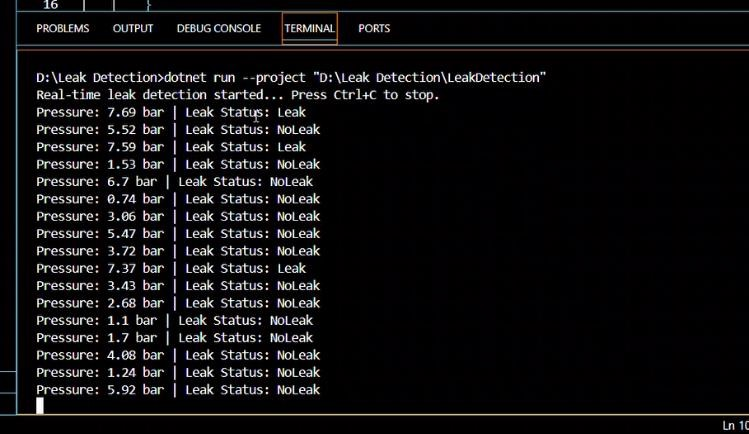 16 | | }
PROBLEMS OUTPUT DEBUG CONSOLE TERMINAL PORTS
D:\Leak Detection>dotnet run --project "D:\Leak Detection\LeakDetection"
Real-time leak detection started... Press Ctrl+C to stop.
Pressure: 7.69 bar | Leak Status: Leak
Pressure: 5.52 bar | Leak Status: NoLeak
Pressure: 7.59 bar | Leak Status: Leak
Pressure: 1.53 bar | Leak Status: NoLeak
Pressure: 6.7 bar | Leak Status: NoLeak
Pressure: 0.74 bar | Leak Status: NoLeak
Pressure: 3.06 bar | Leak Status: NoLeak
Pressure: 5.47 bar | Leak Status: NoLeak
Pressure: 3.72 bar | Leak Status: NoLeak
Pressure: 7.37 bar | Leak Status: Leak
Pressure: 3.43 bar | Leak Status: NoLeak
Pressure: 2.68 bar | Leak Status: NoLeak
Pressure: 1.1 bar | Leak Status: NoLeak
Pressure: 1.7 bar | Leak Status: NoLeak
Pressure: 4.08 bar | Leak Status: NoLeak
Pressure: 1.24 bar | Leak Status: NoLeak
Pressure: 5.92 bar | Leak Status: NoLeak
Ln 10